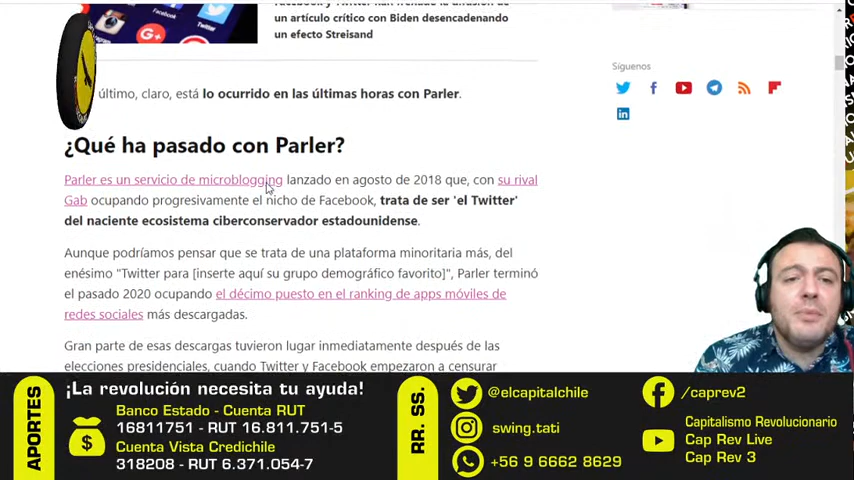 Facebook y Twitter han frenado la difusión de
un artículo crítico con Biden desencadenando
un efecto Streisand
Síguenos
último, claro, está lo ocurrido en las últimas horas con Parler.
¿Qué ha pasado con Parler?
Parler es un servicio de microblogging lanzado en agosto de 2018 que, con su rival
Gab ocupando progresivamente el nicho de Facebook, trata de ser 'el Twitter'
del naciente ecosistema ciberconservador estadounidense.
Aunque podríamos pensar que se trata de una plataforma minoritaria más, del
enésimo "Twitter para [inserte aquí su grupo demográfico favorito]", Parler terminó
el pasado 2020 ocupando el décimo puesto en el ranking de apps móviles de
redes sociales más descargadas.
Gran parte de esas descargas tuvieron lugar inmediatamente después de las
elecciones presidenciales, cuando Twitter y Facebook empezaron a censurar
APORTES
¡La revolución necesita tu ayuda!
Banco Estado - Cuenta RUT
16811751 - RUT 16.811.751-5
Cuenta Vista Credichile
318208 - RUT 6.371.054-7
RR. SS.
@elcapitalchile
swing.tati
+56 9 6662 8629
/caprev2
Capitalismo Revolucionario
Cap Rev Live
Cap Rev 3